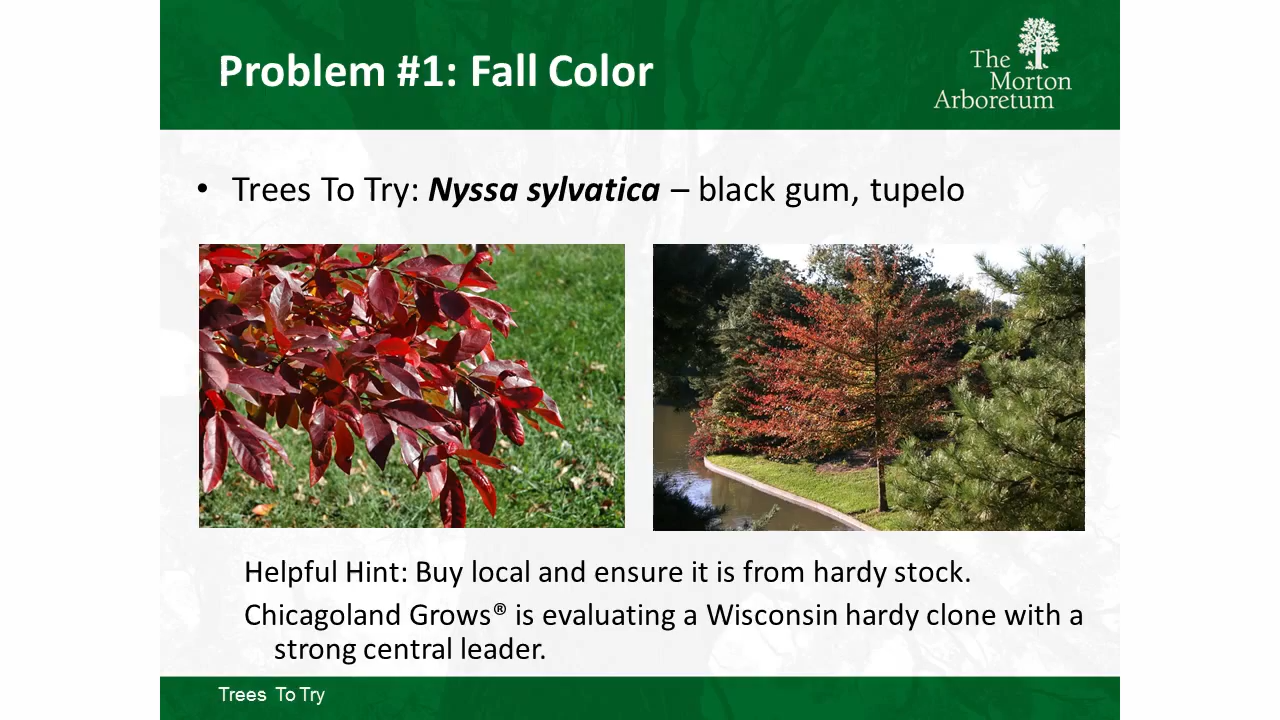 Problem #1: Fall Color
The
Morton
Arboretum
• Trees To Try: Nyssa sylvatica – black gum, tupelo
Helpful Hint: Buy local and ensure it is from hardy stock.
Chicagoland Grows® is evaluating a Wisconsin hardy clone with a
strong central leader.
Trees To Try